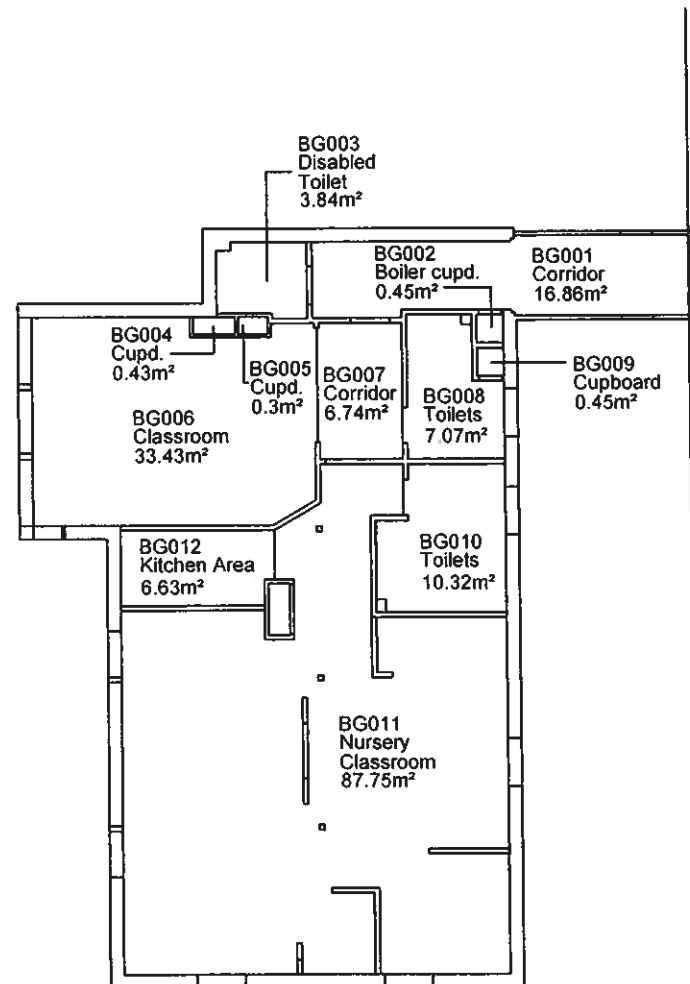 BG003
Disabled
Toilet
3.84m²
BG002
Boiler cupd.
0.45m²
BG001
Corridor
16.86m²
BG004
Cupd.
0.43m²
BG005
Cupd.
0.3m²
BG007
Corridor
6.74m²
BG008
Toilets
7.07m²
BG009
Cupboard
0.45m²
BG006
Classroom
33.43m²
BG012
Kitchen Area
6.63m²
BG010
Toilets
10.32m²
BG011
Nursery
Classroom
87.75m²